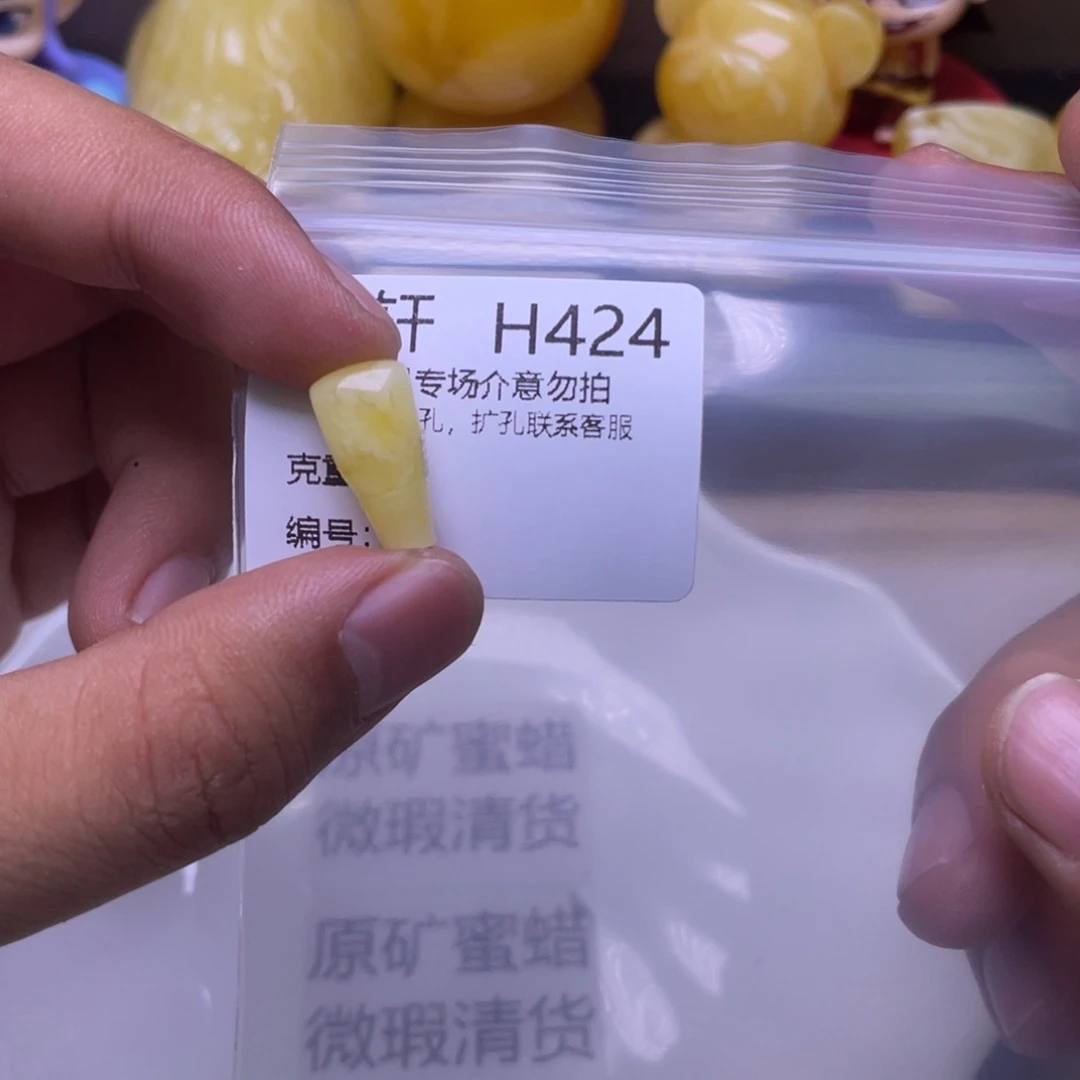 轩 H424
专场介意勿拍
孔，扩孔联系客服
克重
编号：
原矿蜜蜡
微瑕清货
原矿蜜蜡
微瑕清货